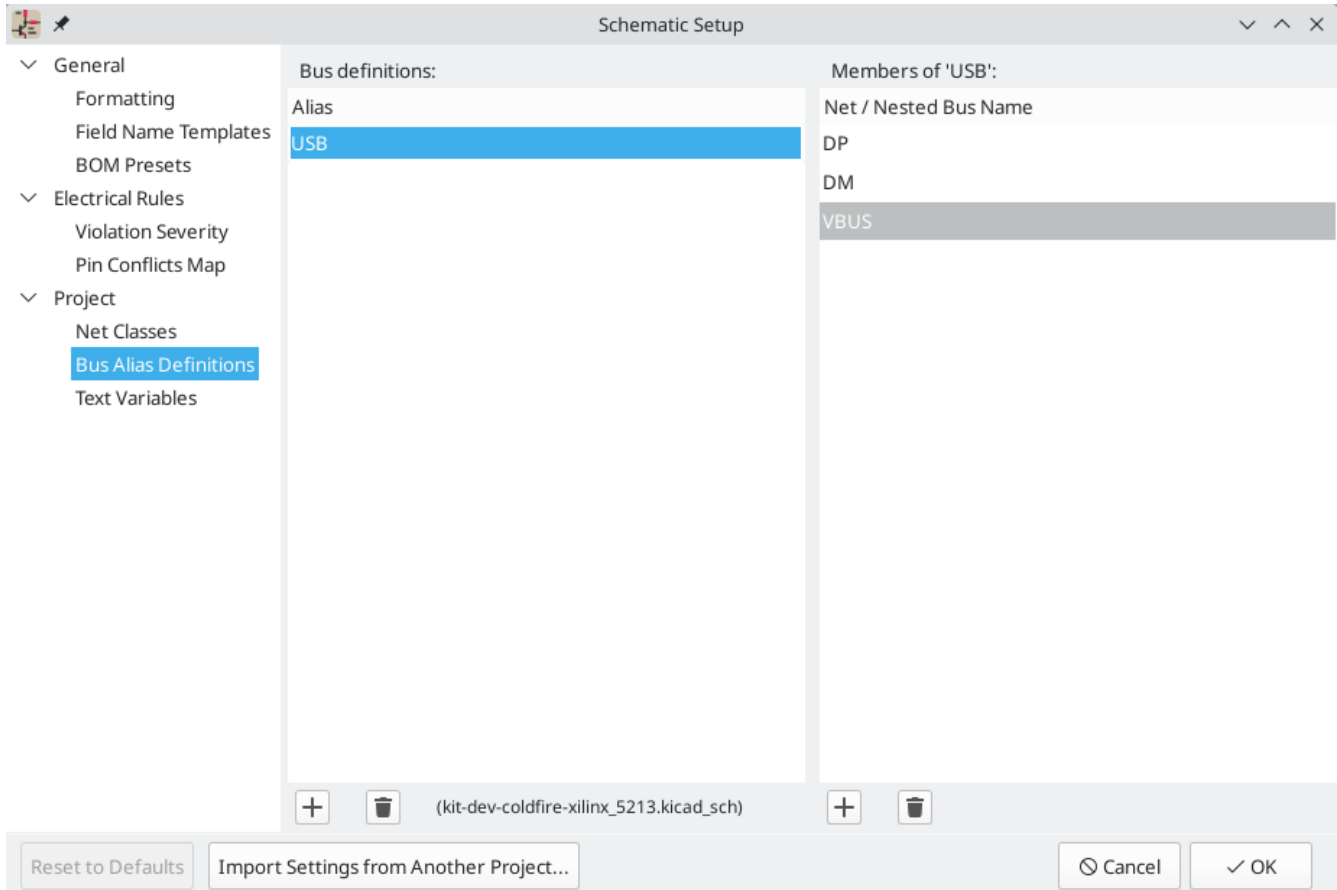 Schematic Setup
General
Formatting
Field Name Templates
BOM Presets
Electrical Rules
Violation Severity
Pin Conflicts Map
Project
Net Classes
Bus Alias Definitions
Text Variables
Bus definitions:
Alias
USB
(kit-dev-coldfire-xilinx_5213.kicad_sch)
Members of 'USB':
Net / Nested Bus Name
DP
DM
VBUS
Reset to Defaults
Import Settings from Another Project...
Cancel
OK